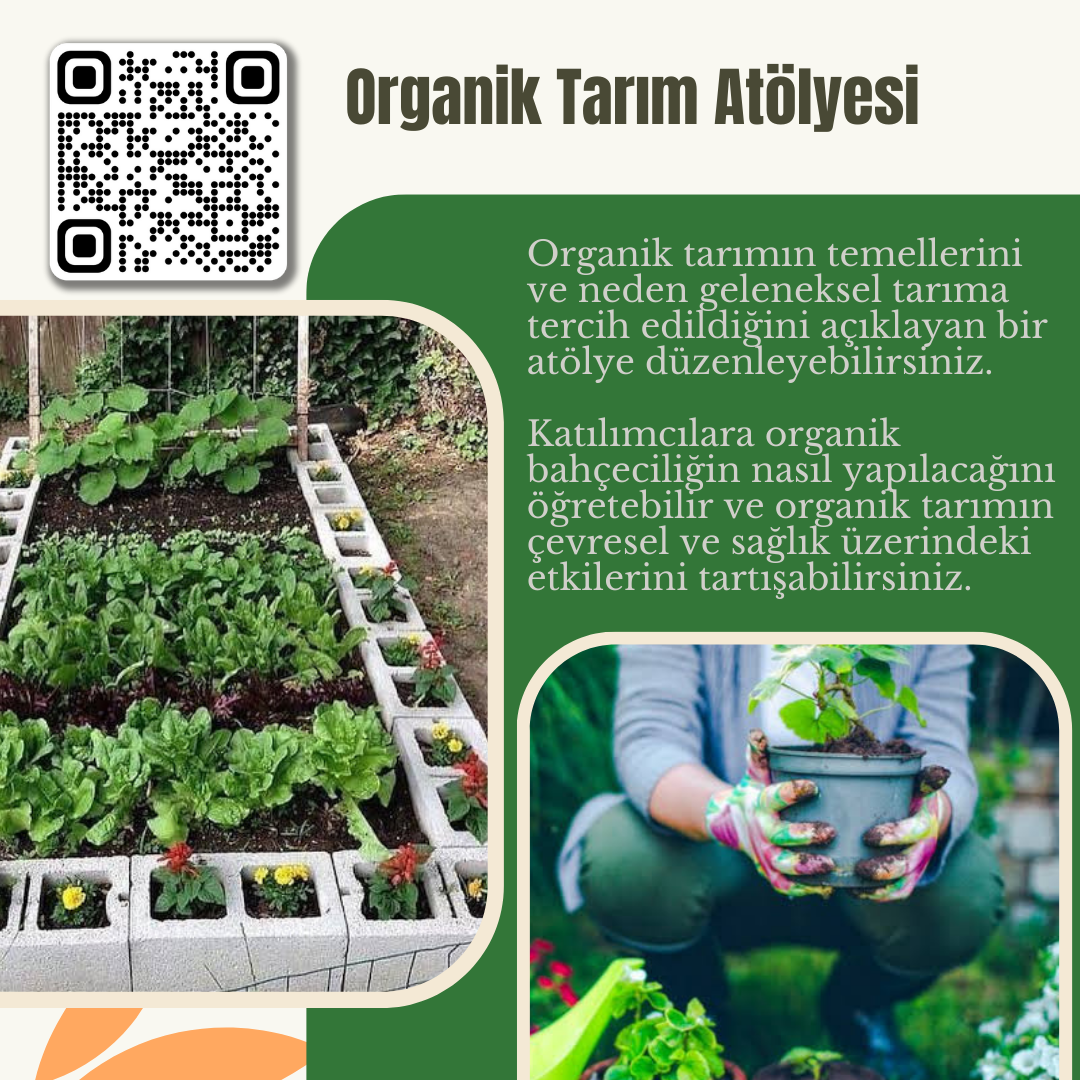 Organik Tarım Atölyesi
Organik tarımın temellerini
ve neden geleneksel tarıma
tercih edildiğini açıklayan bir
atölye düzenleyebilirsiniz.
Katılımcılara organik
bahçeciliğin nasıl yapılacağını
öğretebilir ve organik tarımın
çevresel ve sağlık üzerindeki
etkilerini tartışabilirsiniz.